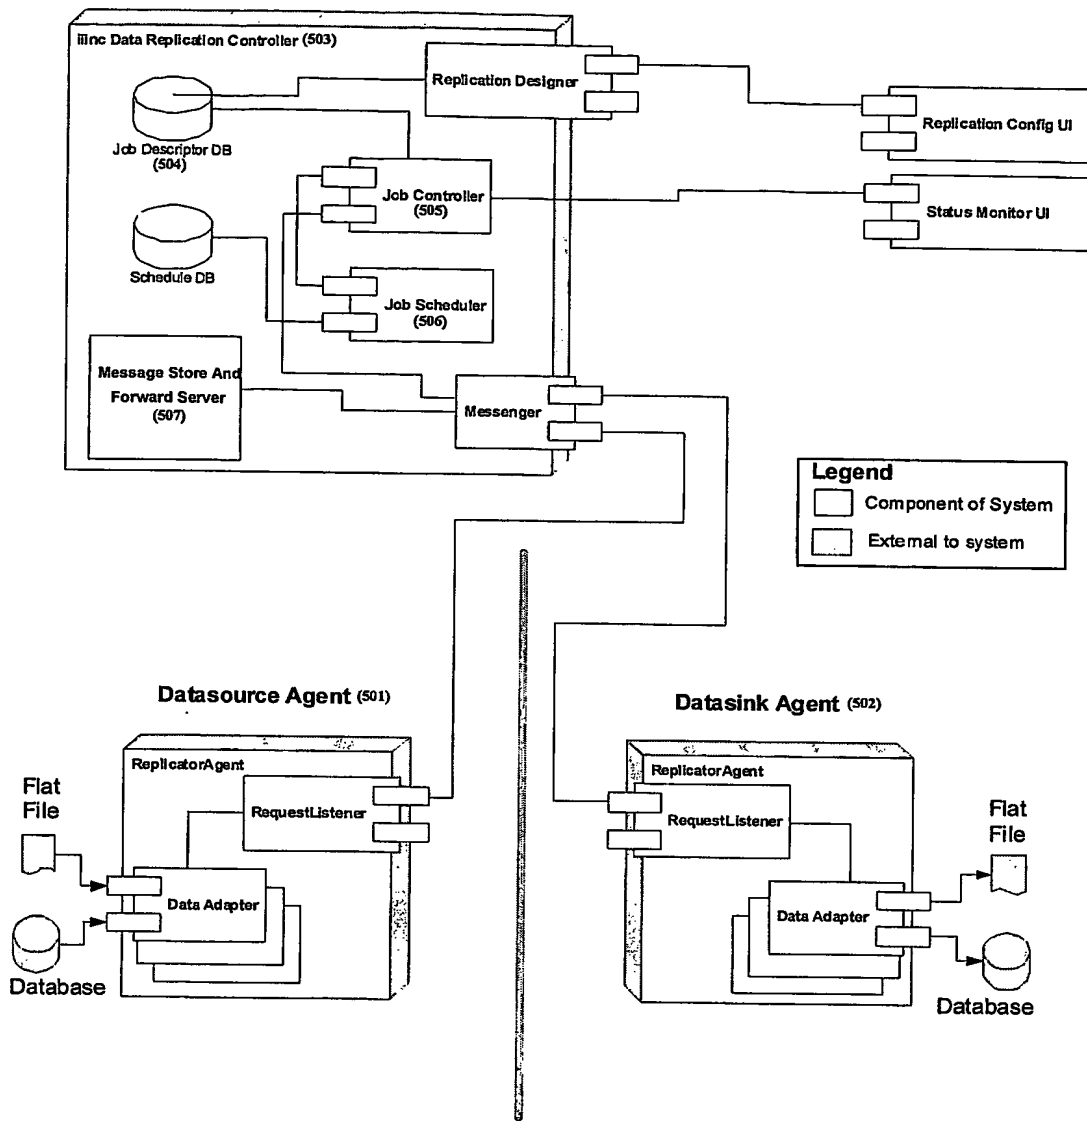 iilnc Data Replication Controller (503)
Replication Designer
Job Descriptor DB
(504)
Replication Config UI
Job Controller
(505)
Status Monitor UI
Schedule DB
Job Scheduler
(506)
Message Store And
Forward Server
(507)
Messenger
Legend
Component of System
External to system
Datasource Agent (501)
Datasink Agent (502)
ReplicatorAgent
RequestListener
Flat
File
Data Adapter
Database
ReplicatorAgent
RequestListener
Flat
File
Data Adapter
Database